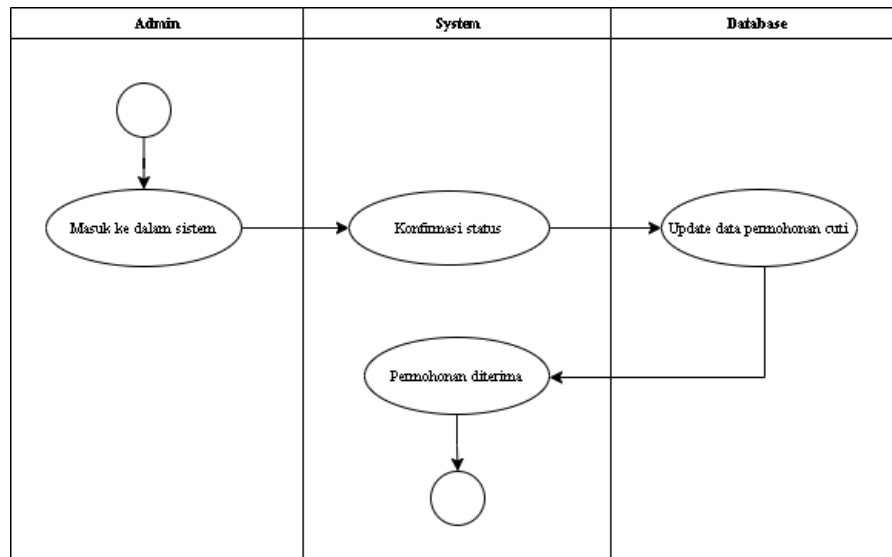 Admin
System
Database
Masuk ke dalam sistem
Konfirmasi status
Update data permohonan cuti
Permohonan diterima